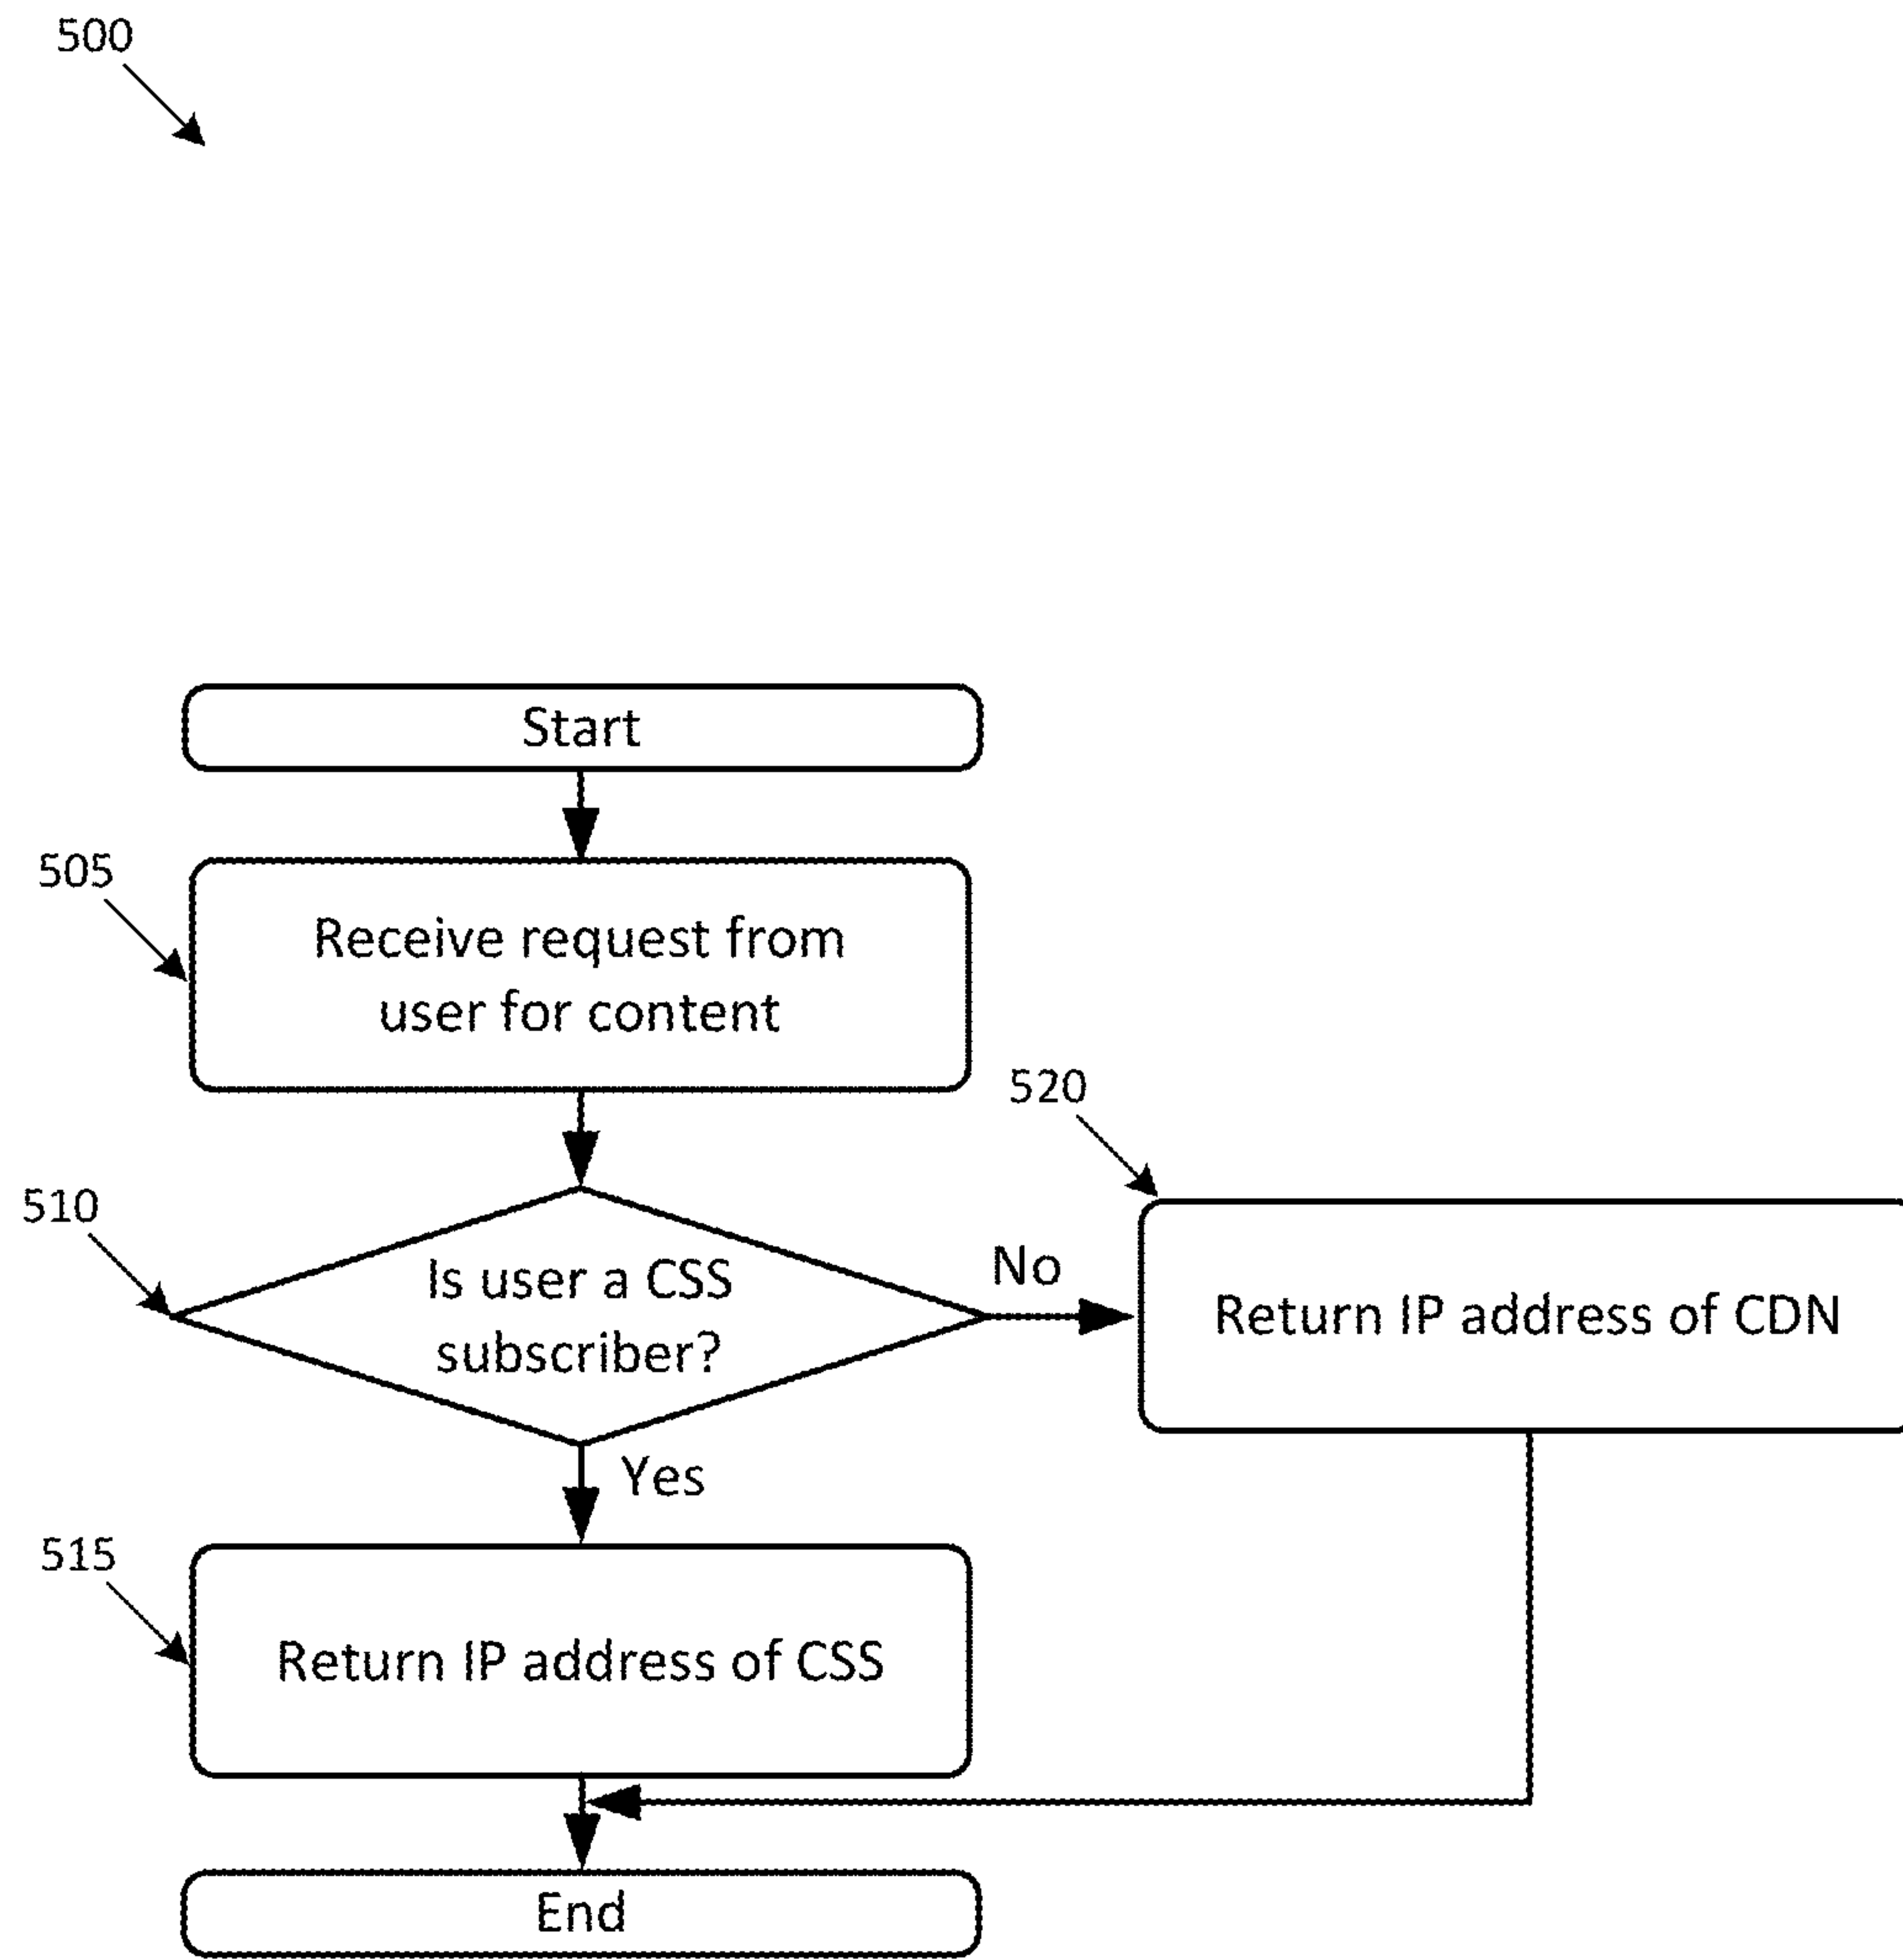 500
Start
505
Receive request from
user for content
520
510
Is user a CSS
subscriber?
No
Return IP address of CDN
Yes
515
Return IP address of CSS
End